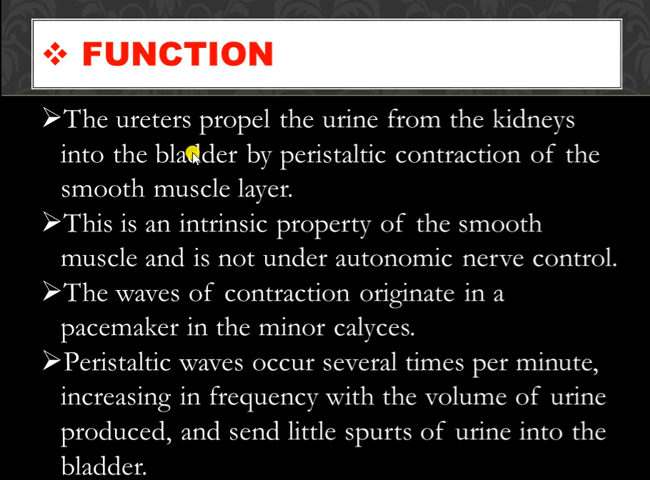 ❖ FUNCTION
➢The ureters propel the urine from the kidneys
into the bladder by peristaltic contraction of the
smooth muscle layer.
➢This is an intrinsic property of the smooth
muscle and is not under autonomic nerve control.
➢The waves of contraction originate in a
pacemaker in the minor calyces.
➢Peristaltic waves occur several times per minute,
increasing in frequency with the volume of urine
produced, and send little spurts of urine into the
bladder.